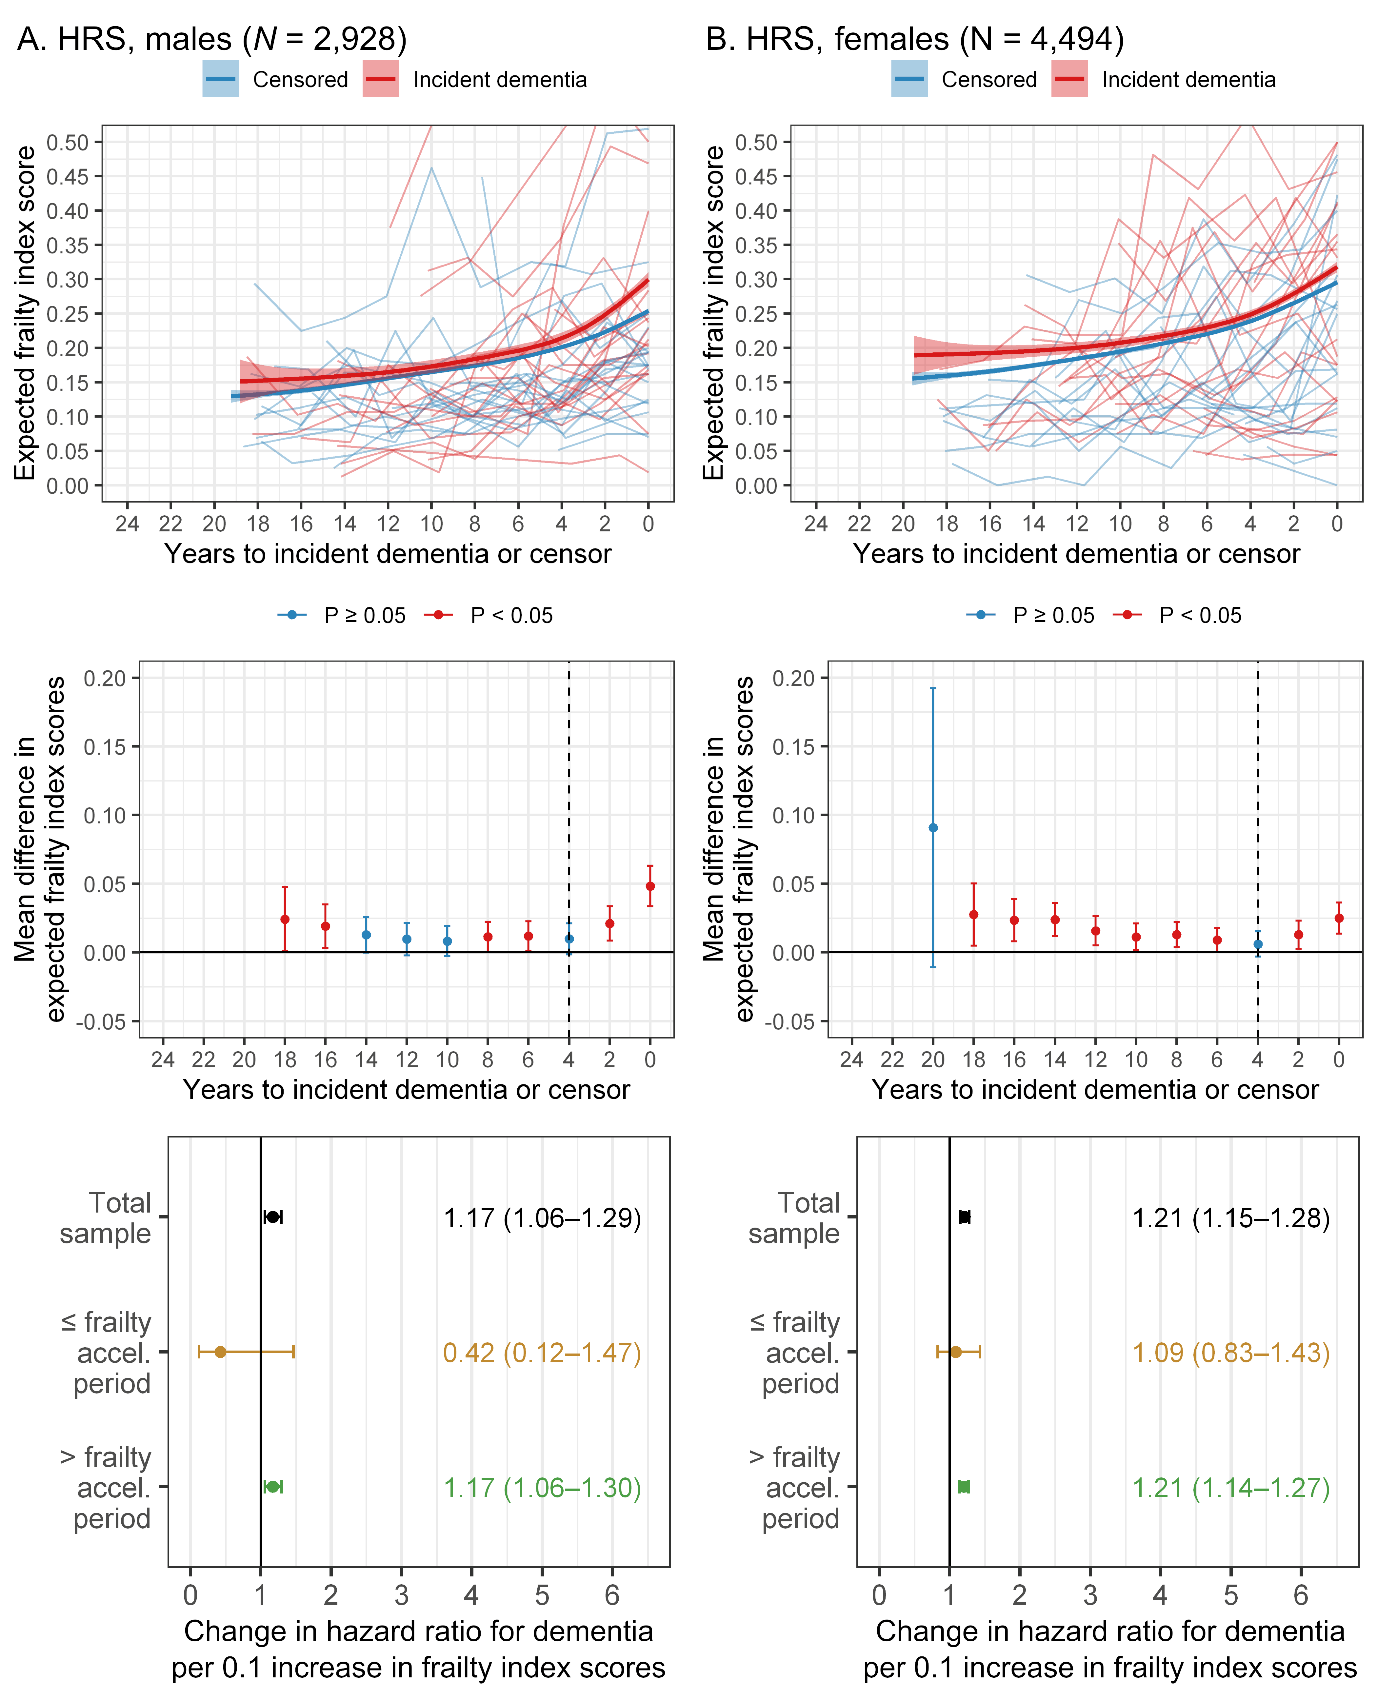 A. HRS, males (N = 2,928)
Censored
Incident dementia
Expected frailty index score
0.50
0.45
0.40
0.35
0.30
0.25
0.20
0.15
0.10
0.05
0.00
24 22 20 18 16 14 12 10 8 6 4 2 0
Years to incident dementia or censor
B. HRS, females (N = 4,494)
Censored
Incident dementia
Expected frailty index score
0.50
0.45
0.40
0.35
0.30
0.25
0.20
0.15
0.10
0.05
0.00
24 22 20 18 16 14 12 10 8 6 4 2 0
Years to incident dementia or censor
P ≥ 0.05
P < 0.05
Mean difference in
expected frailty index scores
0.20
0.15
0.10
0.05
0.00
-0.05
24 22 20 18 16 14 12 10 8 6 4 2 0
Years to incident dementia or censor
P ≥ 0.05
P < 0.05
Mean difference in
expected frailty index scores
0.20
0.15
0.10
0.05
0.00
-0.05
24 22 20 18 16 14 12 10 8 6 4 2 0
Years to incident dementia or censor
Total
sample
1.17 (1.06–1.29)
≤ frailty
accel.
period
0.42 (0.12–1.47)
> frailty
accel.
period
1.17 (1.06–1.30)
0 1 2 3 4 5 6
Change in hazard ratio for dementia
per 0.1 increase in frailty index scores
Total
sample
1.21 (1.15–1.28)
≤ frailty
accel.
period
1.09 (0.83–1.43)
> frailty
accel.
period
1.21 (1.14–1.27)
0 1 2 3 4 5 6
Change in hazard ratio for dementia
per 0.1 increase in frailty index scores